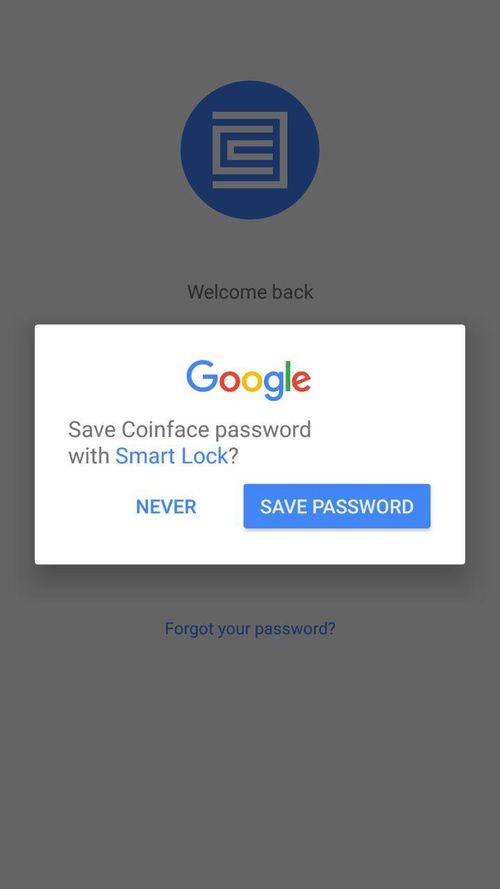 Welcome back
Google
Save Coinface password
with Smart Lock?
NEVER
SAVE PASSWORD
Forgot your password?